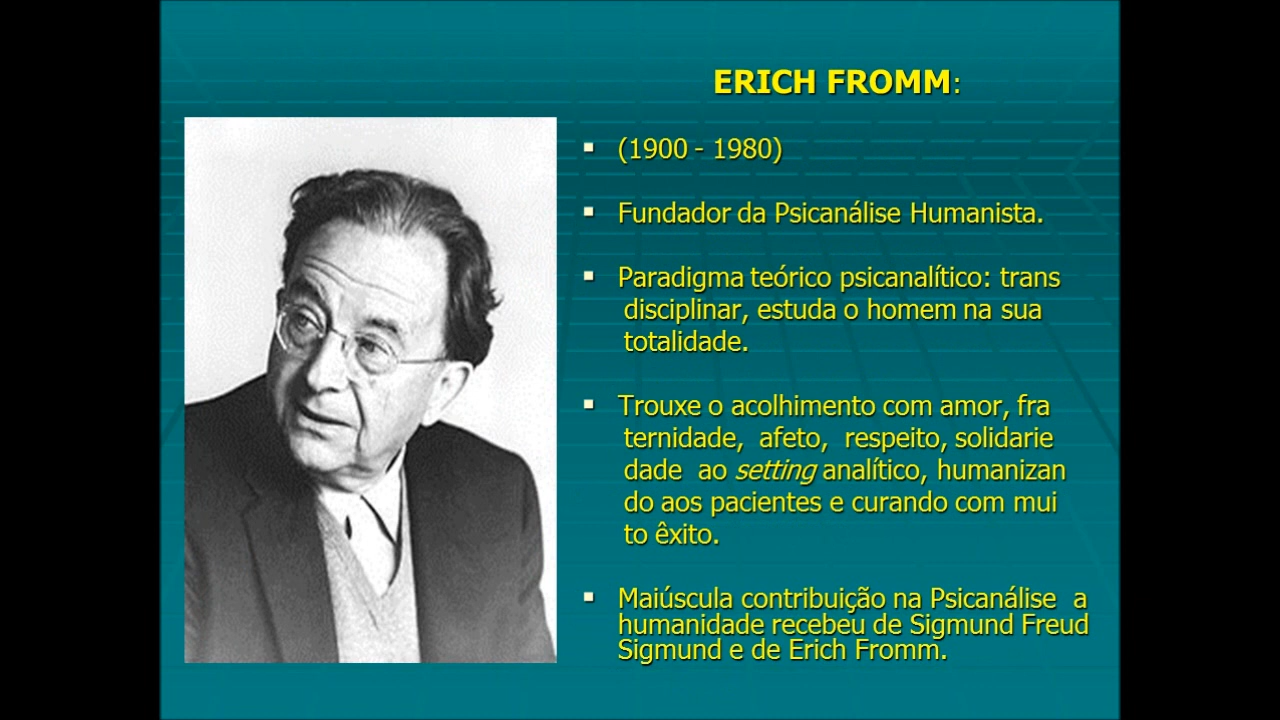 ERICH FROMM:
(1900 - 1980)
Fundador da Psicanálise Humanista.
Paradigma teórico psicanalítico: trans
disciplinar, estuda o homem na sua
totalidade.
Trouxe o acolhimento com amor, fra
ternidade, afeto, respeito, solidarie
dade ao setting analítico, humanizan
do aos pacientes e curando com mui
to êxito.
Maiúscula contribuição na Psicanálise a
humanidade recebeu de Sigmund Freud
Sigmund e de Erich Fromm.